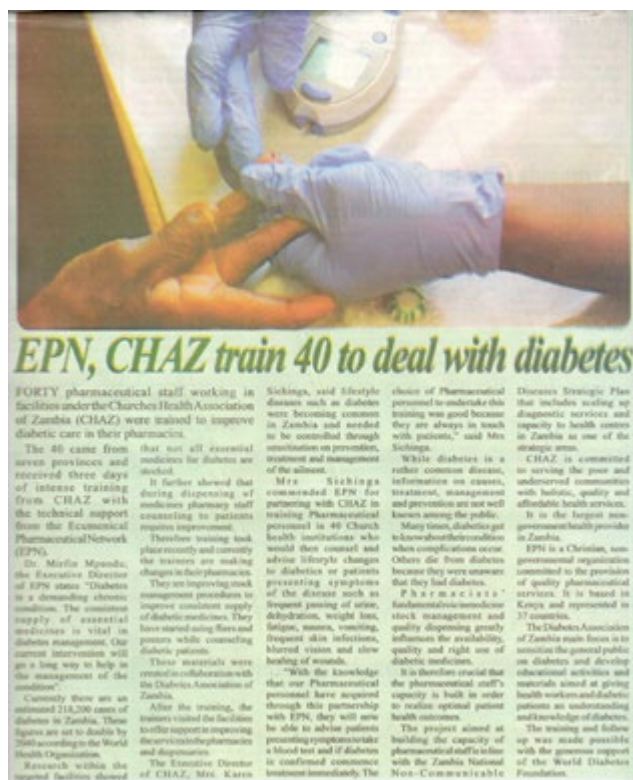 EPN, CHAZ train 40 to deal with diabetes
FORTY pharmaceutical staff working in
facilities under the Churches Health Association
of Zambia (CHAZ) were trained to improve
diabetic care in their pharmacies.
The 40 came from
seven provinces and
received three days
of intense training
from CHAZ with
the technical support
from the Ecumenical
Pharmaceutical Network
(EPN).
Dr. Mirfin Mpundu,
the Executive Director
of EPN states "Diabetes
is a demanding chronic
condition. The consistent
supply of essential
medicines is vital in
diabetes management. Our
current intervention will
go a long way to help in
the management of the
condition".
Currently there are an
estimated 218,200 cases of
diabetes in Zambia. These
figures are set to double by
2040 according to the World
Health Organization.
Research within the
targeted facilities showed
that not all essential
medicines for diabetes are
stocked.
It further showed that
during dispensing of
medicines pharmacy staff
counseling to patients
requires improvement.
Therefore training took
place recently and currently
the trainees are making
changes in their pharmacies.
They are improving stock
management procedures to
improve consistent supply
of diabetic medicines. They
have started using fliers and
posters while counseling
diabetic patients.
These materials were
created in collaboration with
the Diabetes Association of
Zambia.
After the training, the
trainers visited the facilities
to offer support in improving
the services in the pharmacies
and dispensaries.
The Executive Director
of CHAZ, Mrs. Karen
Sichinga, said lifestyle
diseases such as diabetes
were becoming common
in Zambia and needed
to be controlled through
sensitisation on prevention,
treatment and management
of the ailment.
Mrs Sichinga
commended EPN for
partnering with CHAZ in
training Pharmaceutical
personnel in 40 Church
health institutions who
would then counsel and
advise lifestyle changes
to diabetics or patients
presenting symptoms
of the disease such as
frequent passing of urine,
dehydration, weight loss,
fatigue, nausea, vomiting,
frequent skin infections,
blurred vision and slow
healing of wounds.
"With the knowledge
that our Pharmaceutical
personnel have acquired
through this partnership
with EPN, they will now
be able to advise patients
presenting symptoms to take
a blood test and if diabetes
is confirmed commence
treatment immediately. The
choice of Pharmaceutical
personnel to undertake this
training was good because
they are always in touch
with patients," said Mrs
Sichinga.
While diabetes is a
rather common disease,
information on causes,
treatment, management
and prevention are not well
known among the public.
Many times, diabetics get
to know about their condition
when complications occur.
Others die from diabetes
because they were unaware
that they had diabetes.
Pharmacists'
fundamental role in medicine
stock management and
quality dispensing greatly
influences the availability,
quality and right use of
diabetic medicines.
It is therefore crucial that
the pharmaceutical staff's
capacity is built in order
to realize optimal patient
health outcomes.
The project aimed at
building the capacity of
pharmaceutical staff is in line
with the Zambia National
Non-Communicable
Diseases Strategic Plan
that includes scaling up
diagnostic services and
capacity to health centres
in Zambia as one of the
strategic areas.
CHAZ is committed
to serving the poor and
underserved communities
with holistic, quality and
affordable health services.
It is the largest non-
government health provider
in Zambia.
EPN is a Christian, non-
governmental organization
committed to the provision
of quality pharmaceutical
services. It is based in
Kenya and represented in
37 countries.
The Diabetes Association
of Zambia main focus is to
sensitize the general public
on diabetes and develop
educational activities and
materials aimed at giving
health workers and diabetic
patients an understanding
and knowledge of diabetes.
The training and follow
up was made possible
with the generous support
of the World Diabetes